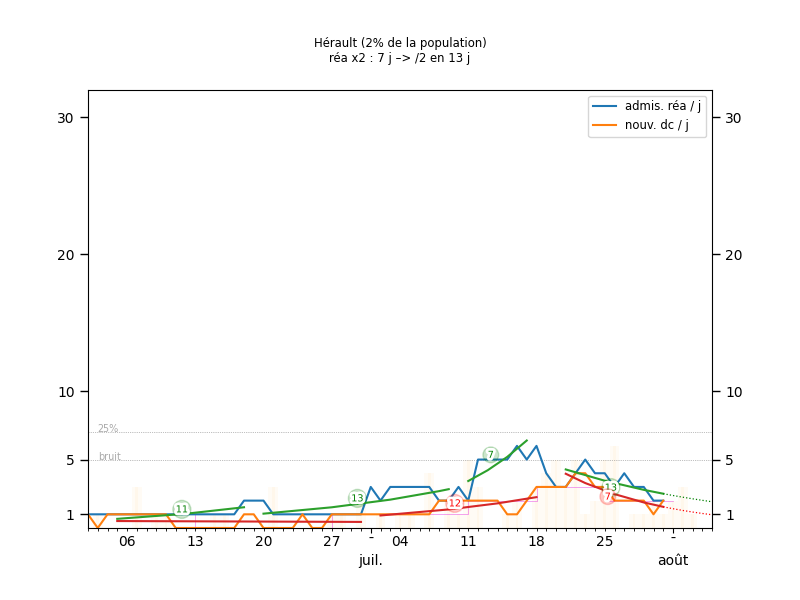 Hérault (2% de la population)
réa x2 : 7 j –> /2 en 13 j
admis. réa / j
nouv. dc / j
30 30
20 20
10 10
25%
bruit
5 5
1 1
11 13 12 7 13 7
06 13 20 27 - 04 11 18 25 -
juil. août